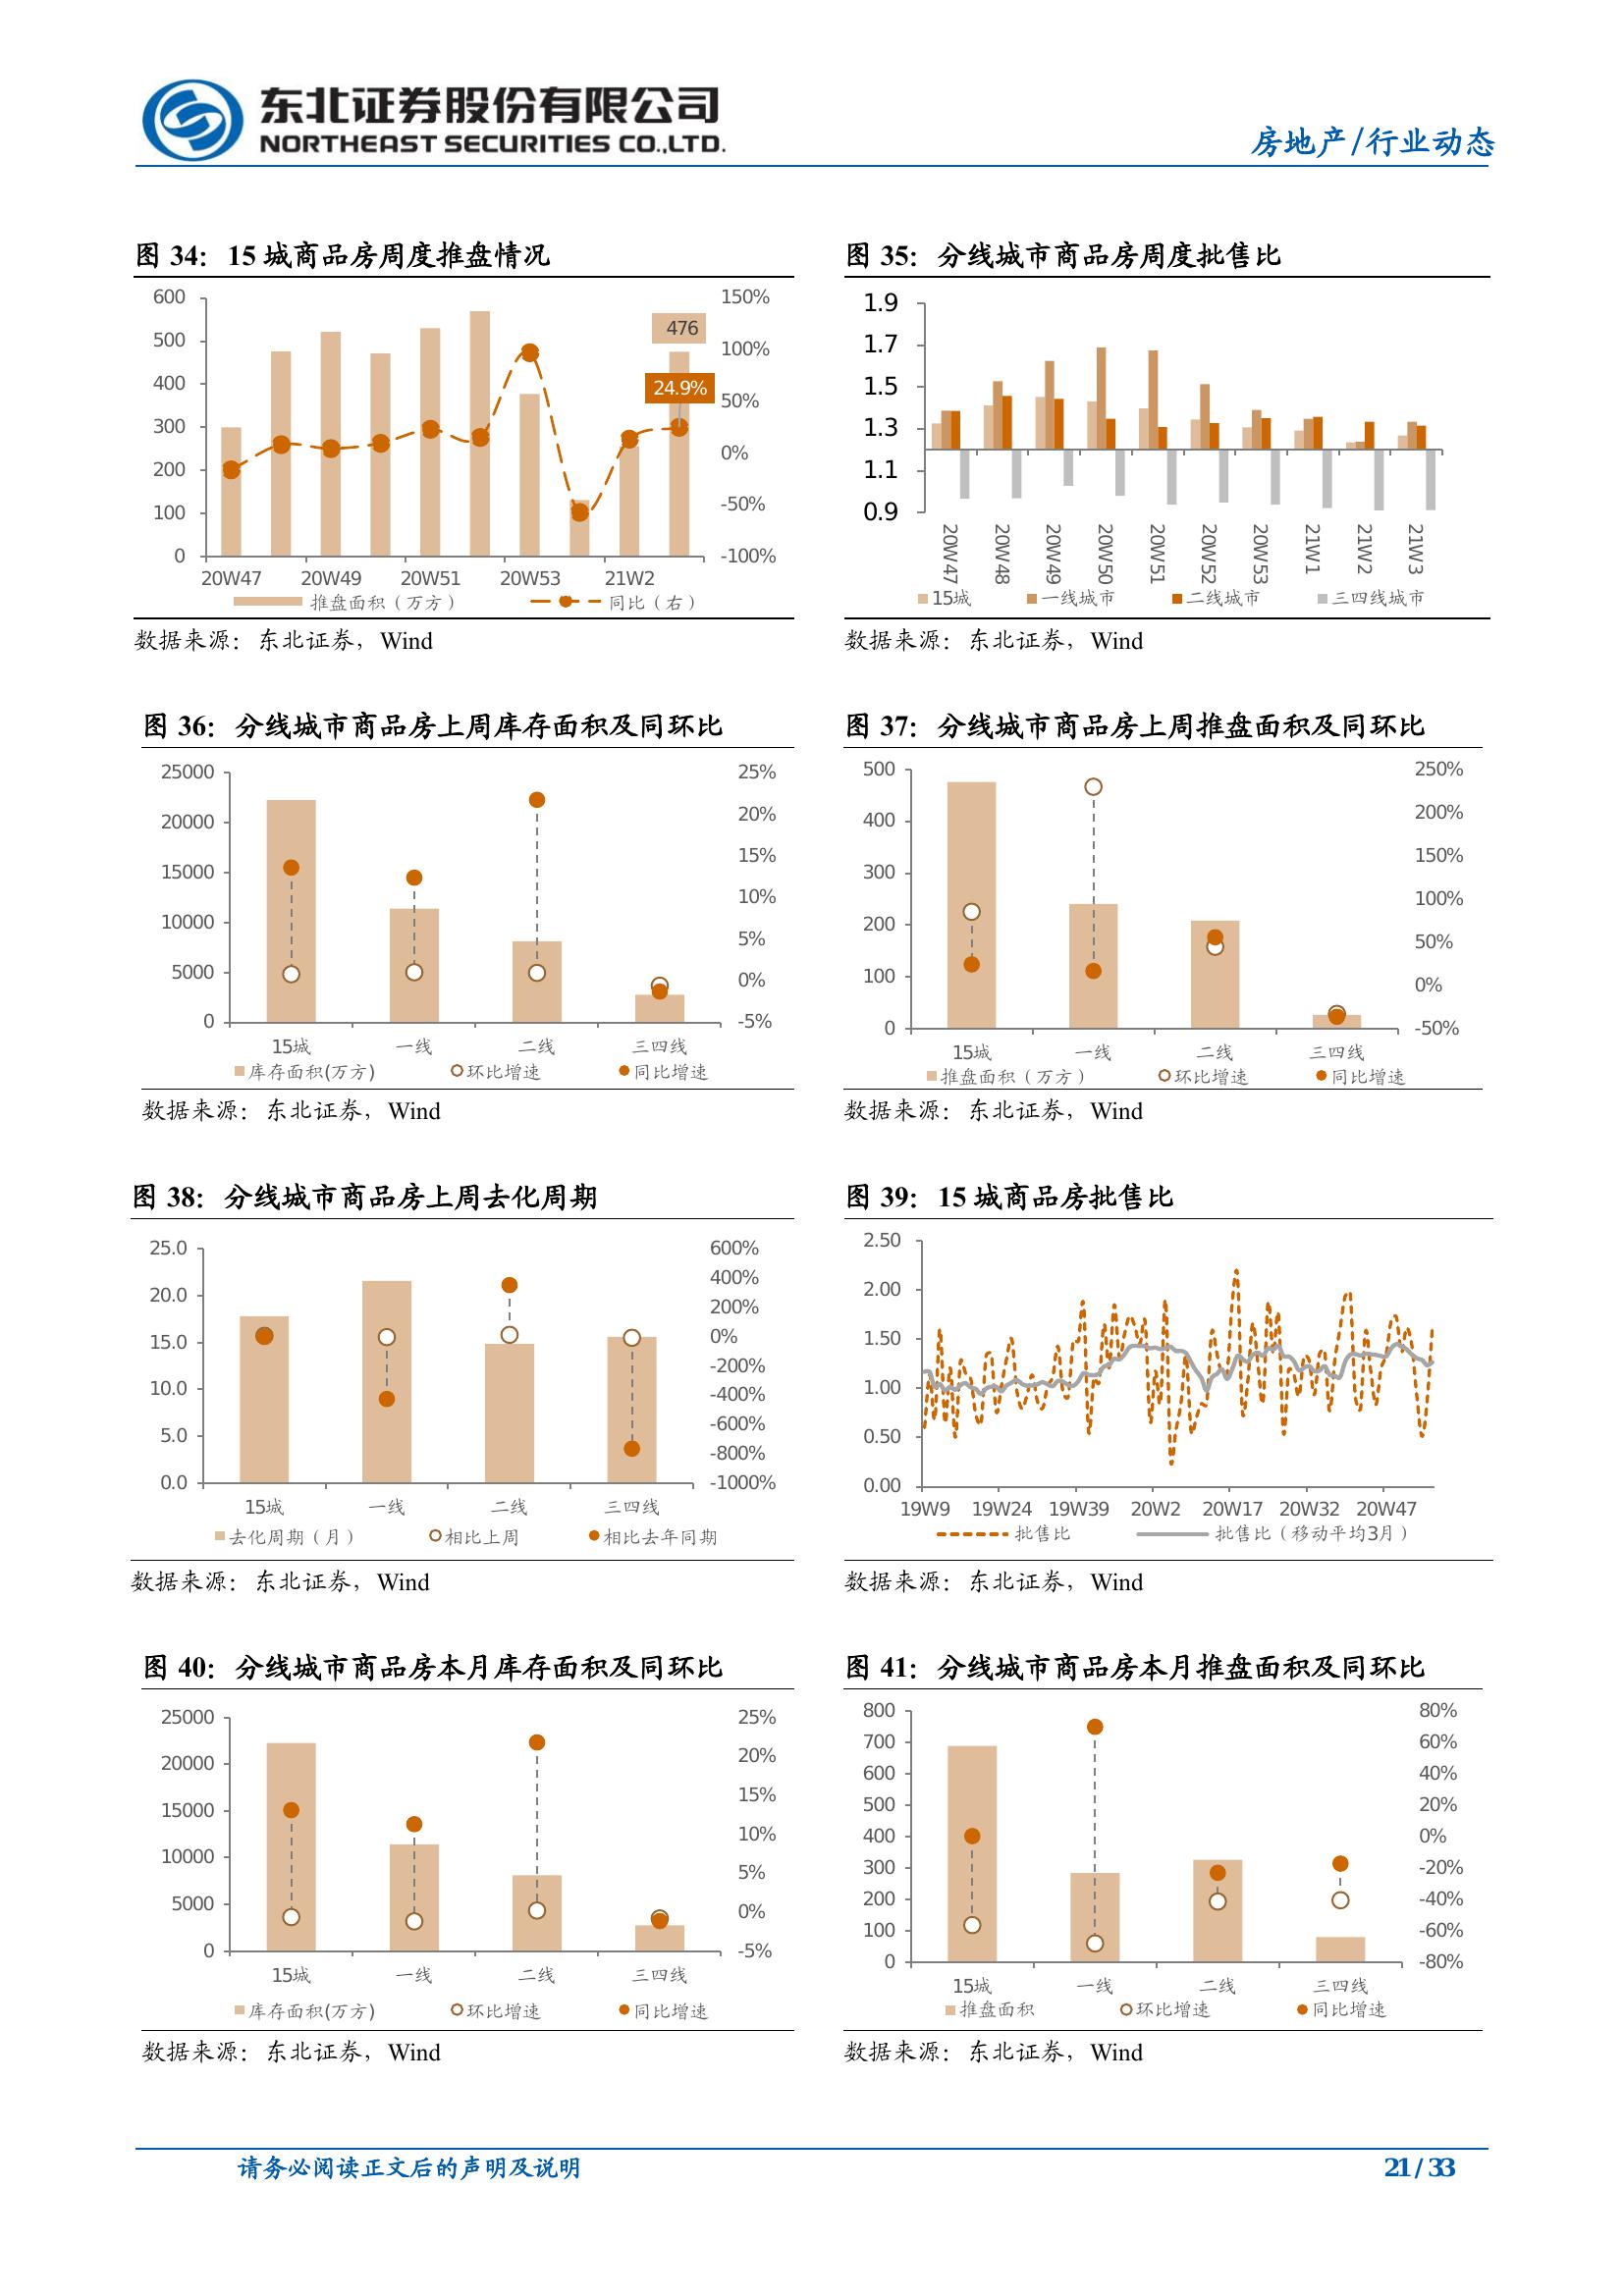 东北证券股份有限公司
NORTHEAST SECURITIES CO.,LTD.
房地产/行业动态
图 34：15 城商品房周度推盘情况
600
500
400
300
200
100
0
150%
100%
50%
0%
-50%
-100%
476
24.9%
20W47 20W49 20W51 20W53 21W2
推盘面积（万方） 同比（右）
数据来源：东北证券，Wind
图 35：分线城市商品房周度批售比
1.9
1.7
1.5
1.3
1.1
0.9
20W47 20W48 20W49 20W50 20W51 20W52 20W53 21W1 21W2 21W3
15城 一线城市 二线城市 三四线城市
数据来源：东北证券，Wind
图 36：分线城市商品房上周库存面积及同环比
25000
20000
15000
10000
5000
0
25%
20%
15%
10%
5%
0%
-5%
15城 一线 二线 三四线
库存面积(万方) 环比增速 同比增速
数据来源：东北证券，Wind
图 37：分线城市商品房上周推盘面积及同环比
500
400
300
200
100
0
250%
200%
150%
100%
50%
0%
-50%
15城 一线 二线 三四线
推盘面积（万方） 环比增速 同比增速
数据来源：东北证券，Wind
图 38：分线城市商品房上周去化周期
25.0
20.0
15.0
10.0
5.0
0.0
600%
400%
200%
0%
-200%
-400%
-600%
-800%
-1000%
15城 一线 二线 三四线
去化周期（月） 相比上周 相比去年同期
数据来源：东北证券，Wind
图 39：15 城商品房批售比
2.50
2.00
1.50
1.00
0.50
0.00
19W9 19W24 19W39 20W2 20W17 20W32 20W47
批售比 批售比（移动平均3月）
数据来源：东北证券，Wind
图 40：分线城市商品房本月库存面积及同环比
25000
20000
15000
10000
5000
0
25%
20%
15%
10%
5%
0%
-5%
15城 一线 二线 三四线
库存面积(万方) 环比增速 同比增速
数据来源：东北证券，Wind
图 41：分线城市商品房本月推盘面积及同环比
800
700
600
500
400
300
200
100
0
80%
60%
40%
20%
0%
-20%
-40%
-60%
-80%
15城 一线 二线 三四线
推盘面积 环比增速 同比增速
数据来源：东北证券，Wind
请务必阅读正文后的声明及说明
21 / 33